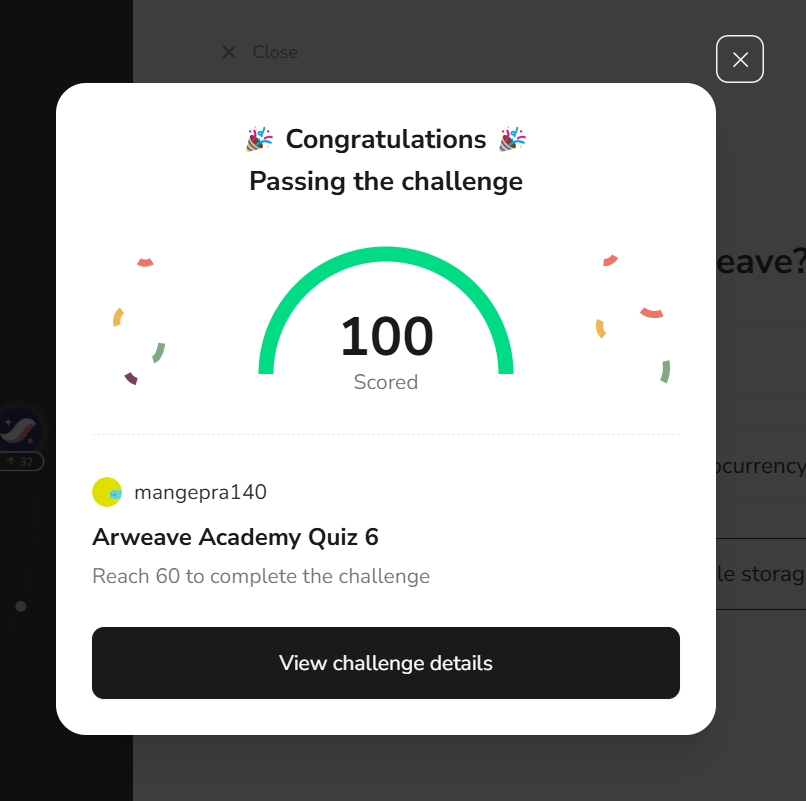 Close
Congratulations
Passing the challenge
eave?
100
Scored
ocurrency
32
mangepra140
Arweave Academy Quiz 6
Reach 60 to complete the challenge
le storag
View challenge details